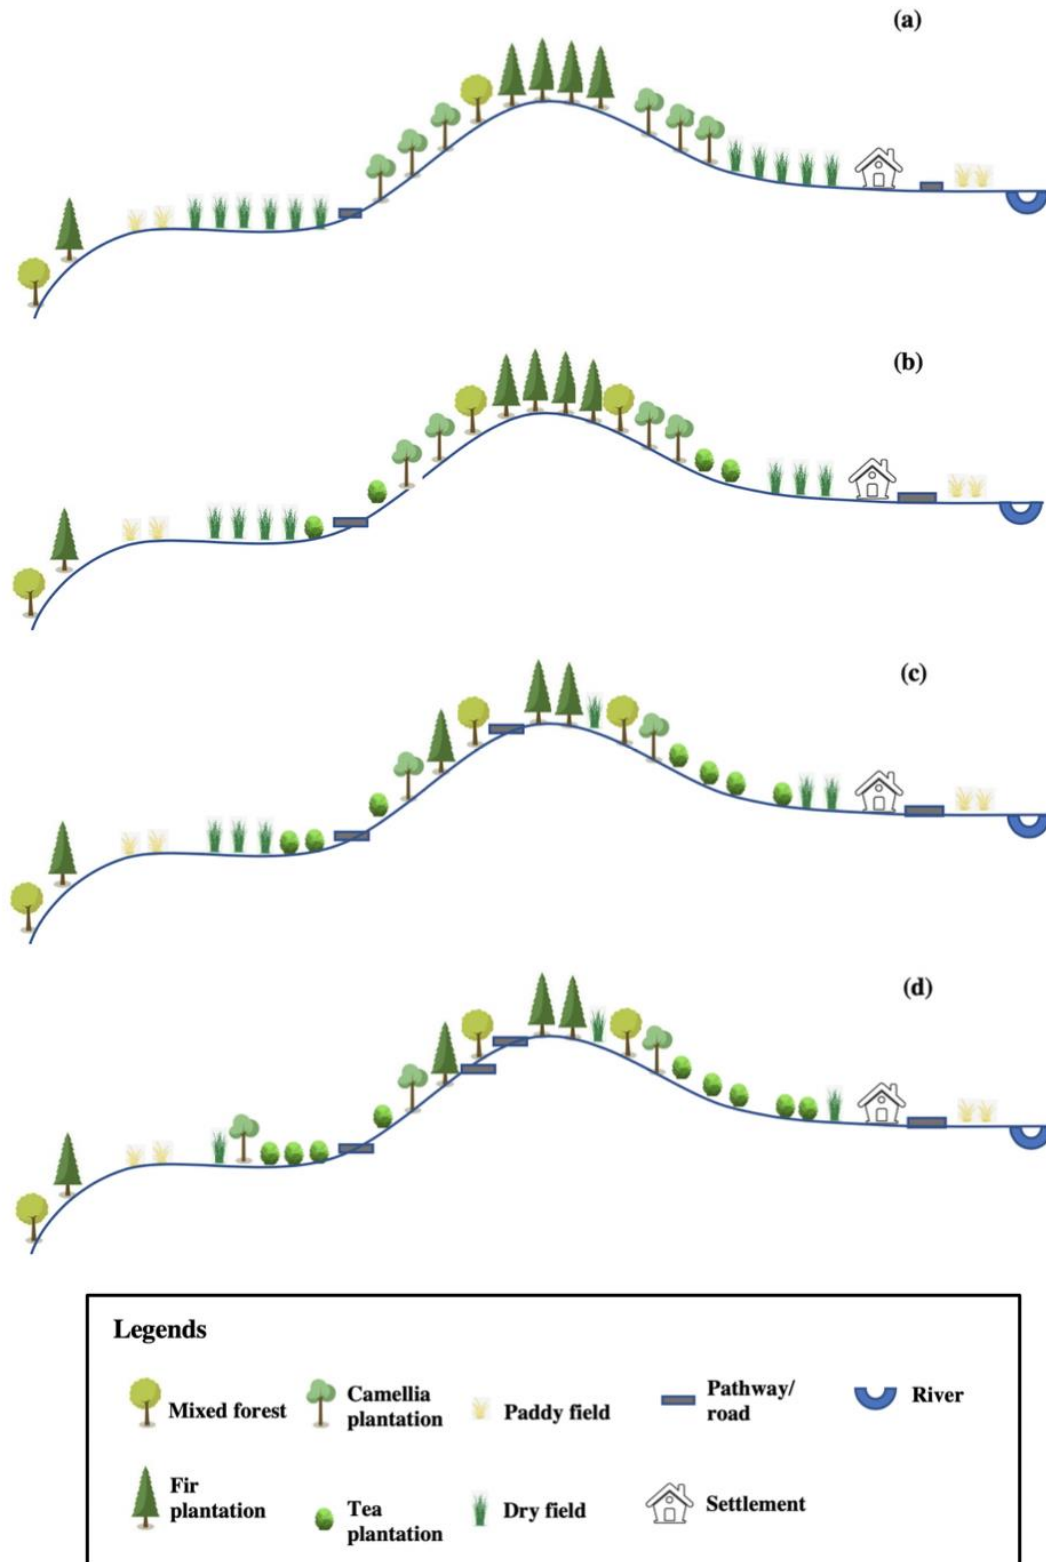 (a)
(b)
(c)
(d)
Legends
Mixed forest
Camellia
plantation
Paddy field
Pathway/
road
River
Fir
plantation
Tea
plantation
Dry field
Settlement